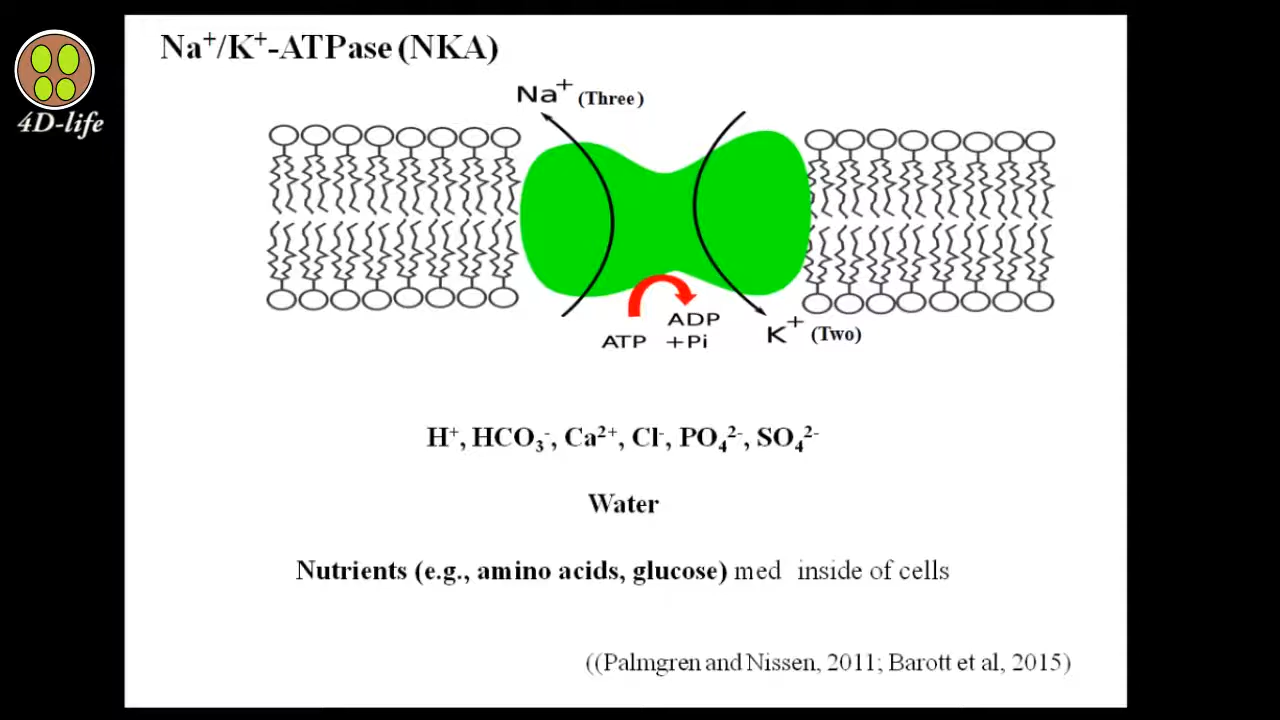 Na⁺/K⁺-ATPase (NKA)
4D-life
Na⁺ (Three)
ADP
ATP +Pi
K⁺ (Two)
H⁺, HCO₃⁻, Ca²⁺, Cl⁻, PO₄²⁻, SO₄²⁻
Water
Nutrients (e.g., amino acids, glucose) med inside of cells
((Palmgren and Nissen, 2011; Barott et al, 2015)